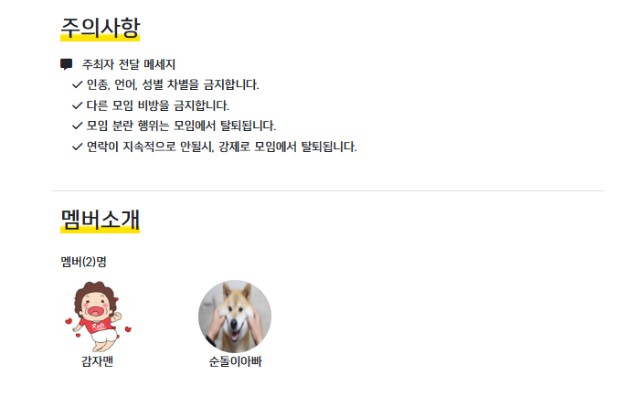 주의사항
주최자 전달 메세지
인종, 언어, 성별 차별을 금지합니다.
다른 모임 비방을 금지합니다.
모임 분란 행위는 모임에서 탈퇴됩니다.
연락이 지속적으로 안될시, 강제로 모임에서 탈퇴됩니다.
멤버소개
멤버(2)명
감자맨
순돌이아빠